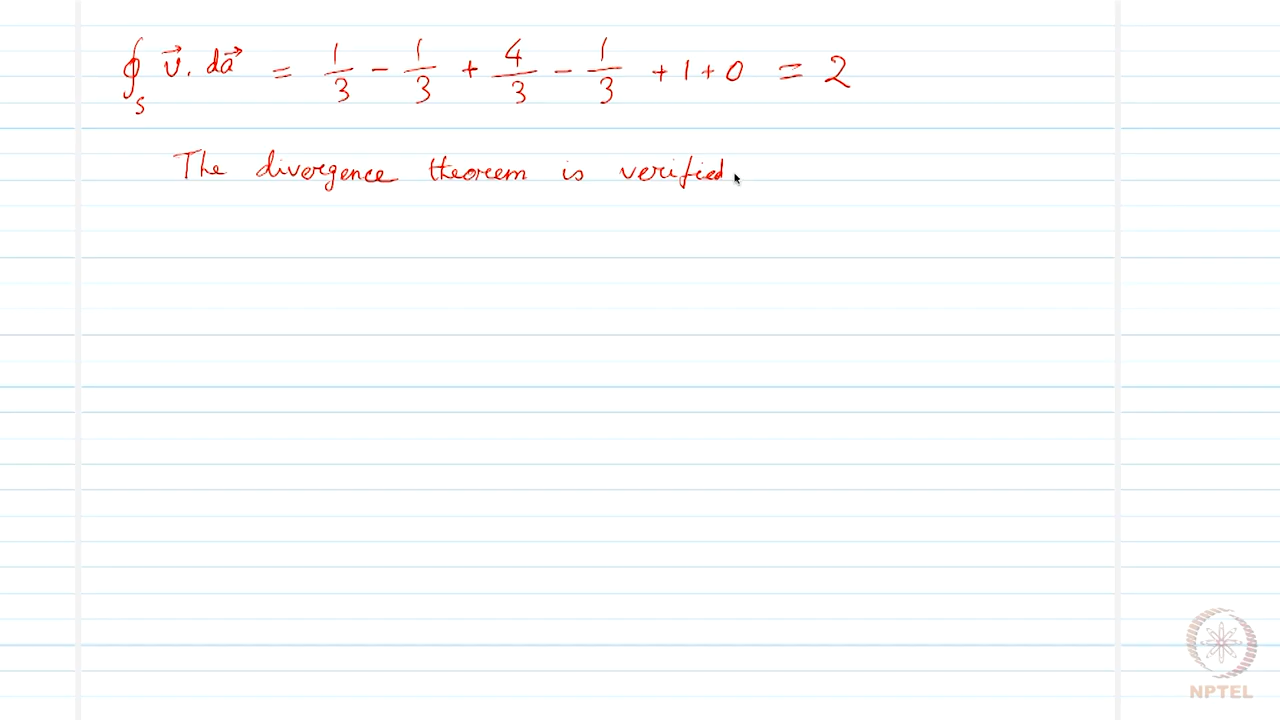 ∮_S v⃗ . da⃗ = 1/3 − 1/3 + 4/3 − 1/3 + 1 + 0 = 2
The divergence theorem is verified.
NPTEL